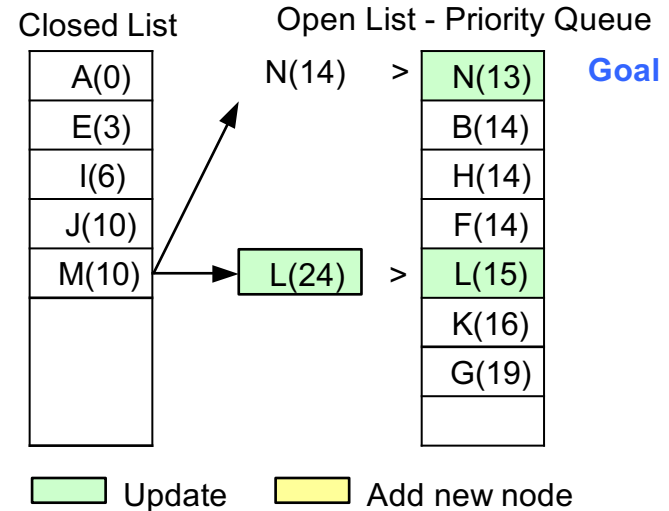 Closed List
Open List - Priority Queue
A(0)
N(14) > N(13) Goal
E(3)
B(14)
I(6)
H(14)
J(10)
F(14)
M(10)
L(24) > L(15)
K(16)
G(19)
Update
Add new node